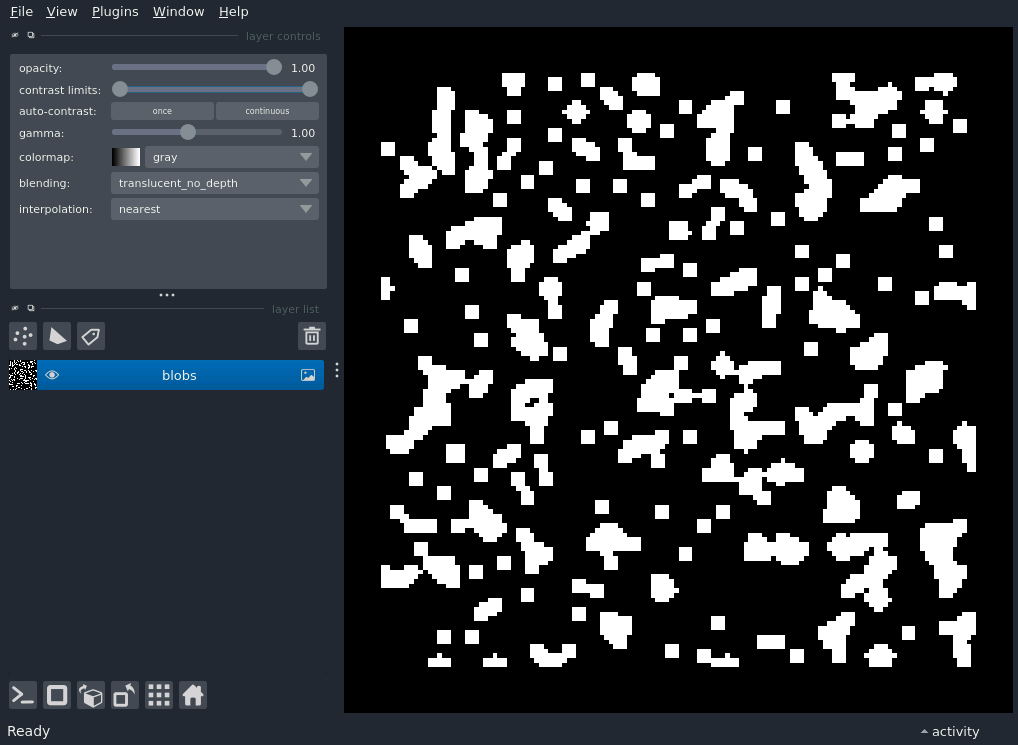 File View Plugins Window Help
layer controls
opacity: 1.00
contrast limits:
auto-contrast: once continuous
gamma: 1.00
colormap: gray
blending: translucent_no_depth
interpolation: nearest
layer list
blobs
Ready
activity